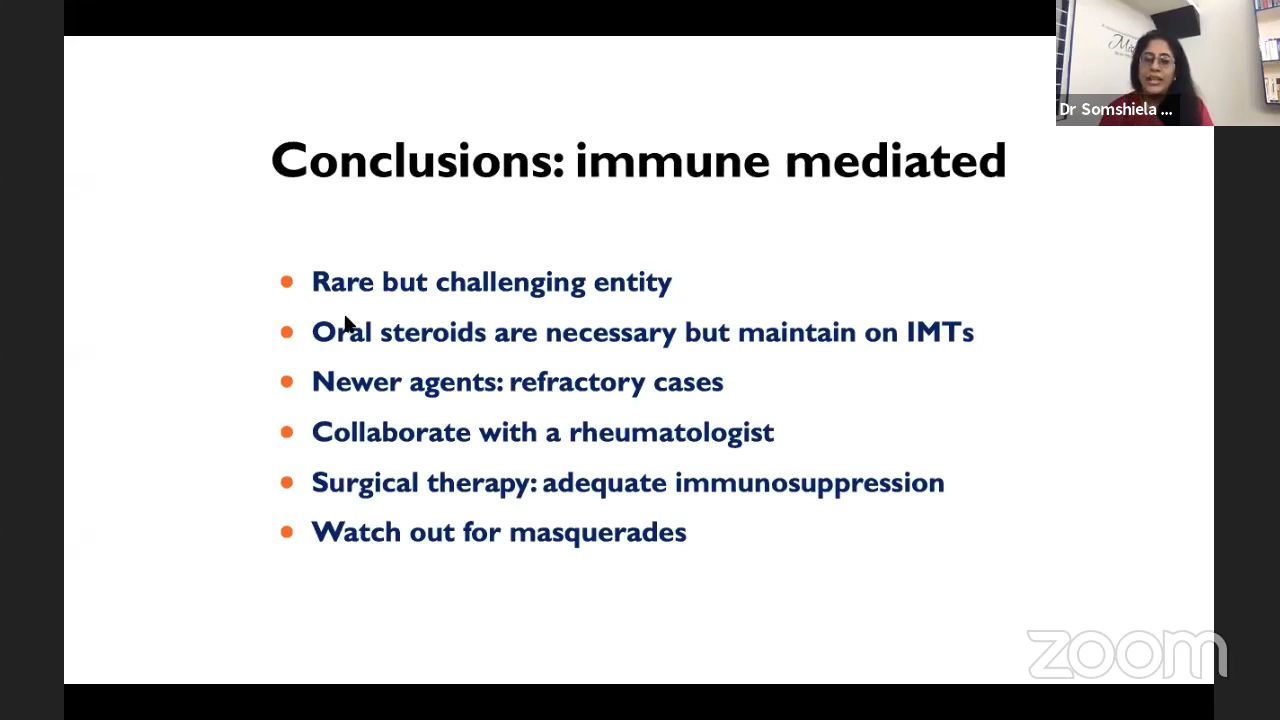 Conclusions: immune mediated
Rare but challenging entity
Oral steroids are necessary but maintain on IMTs
Newer agents: refractory cases
Collaborate with a rheumatologist
Surgical therapy: adequate immunosuppression
Watch out for masquerades
Dr Somshiela ...
zoom